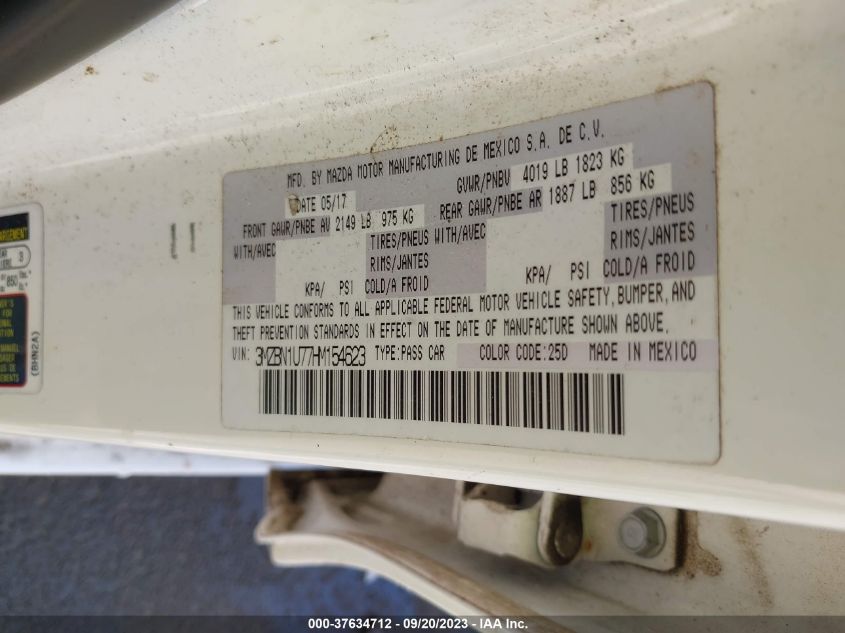 MFD. BY MAZDA MOTOR MANUFACTURING DE MEXICO S.A. DE C.V.
DATE 05/17 GVWR/PNBV 4019 LB 1823 KG
FRONT GAWR/PNBE AV 2149 LB 975 KG REAR GAWR/PNBE AR 1887 LB 856 KG
WITH/AVEC TIRES/PNEUS WITH/AVEC TIRES/PNEUS
RIMS/JANTES RIMS/JANTES
KPA/ PSI COLD/A FROID KPA/ PSI COLD/A FROID
THIS VEHICLE CONFORMS TO ALL APPLICABLE FEDERAL MOTOR VEHICLE SAFETY, BUMPER, AND
THEFT PREVENTION STANDARDS IN EFFECT ON THE DATE OF MANUFACTURE SHOWN ABOVE.
VIN: 3MZBN1U77HM154623 TYPE:PASS CAR COLOR CODE:25D MADE IN MEXICO
(BHN2A)
000-37634712 - 09/20/2023 - IAA Inc.